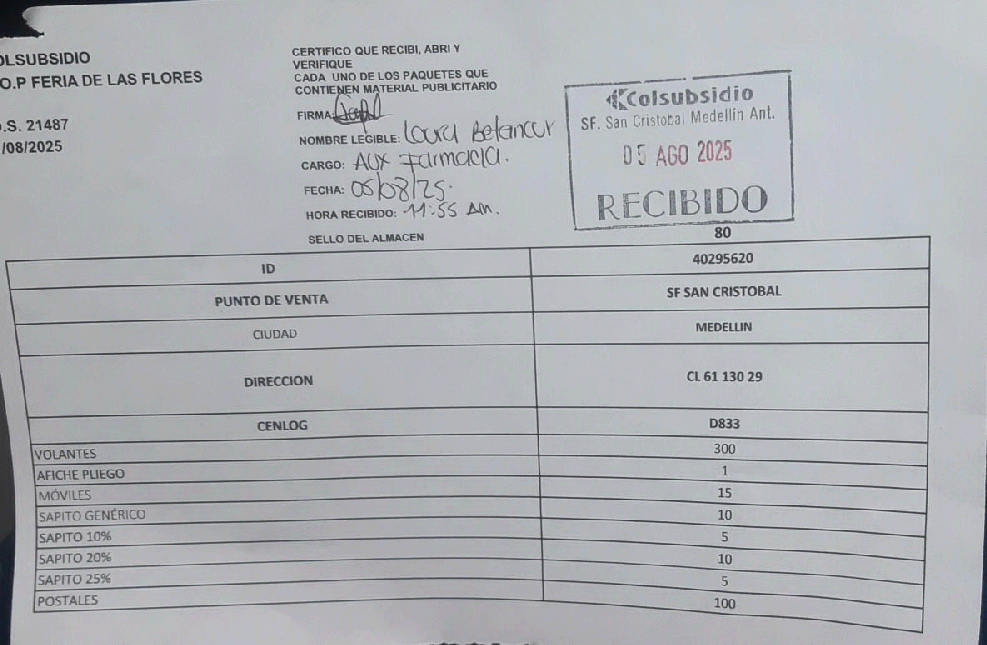 OLSUBSIDIO
O.P FERIA DE LAS FLORES
.S. 21487
/08/2025
CERTIFICO QUE RECIBI, ABRI Y
VERIFIQUE
CADA UNO DE LOS PAQUETES QUE
CONTIENEN MATERIAL PUBLICITARIO
FIRMA:
NOMBRE LEGIBLE: Laura Betancur
CARGO: AUX Farmacia.
FECHA: 05/08/25.
HORA RECIBIDO: 11:55 Am.
SELLO DEL ALMACEN
Colsubsidio
SF. San Cristobal Medellín Ant.
05 AGO 2025
RECIBIDO
80
ID 40295620
PUNTO DE VENTA SF SAN CRISTOBAL
CIUDAD MEDELLIN
DIRECCION CL 61 130 29
CENLOG D833
VOLANTES 300
AFICHE PLIEGO 1
MÓVILES 15
SAPITO GENÉRICO 10
SAPITO 10% 5
SAPITO 20% 10
SAPITO 25% 5
POSTALES 100